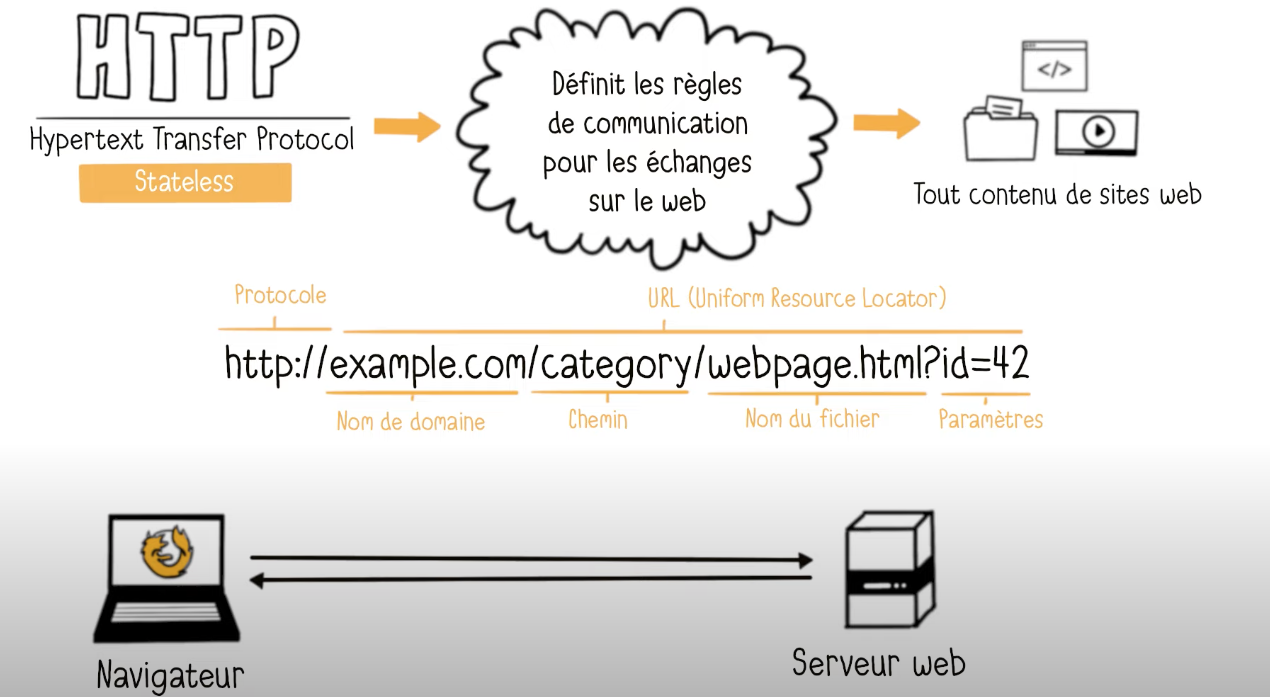 HTTP
Hypertext Transfer Protocol
Stateless
Définit les règles
de communication
pour les échanges
sur le web
</>
Tout contenu de sites web
Protocole
URL (Uniform Resource Locator)
http://example.com/category/webpage.html?id=42
Nom de domaine
Chemin
Nom du fichier
Paramètres
Navigateur
Serveur web